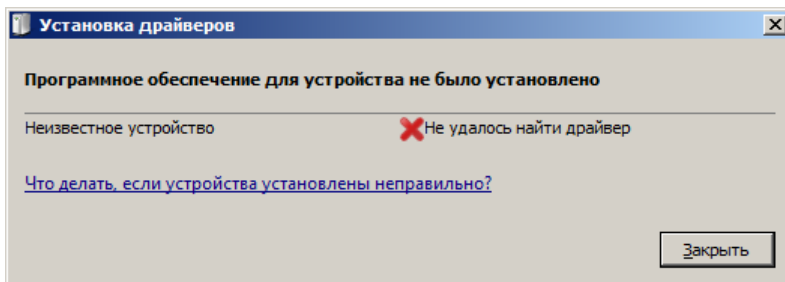 Установка драйверов
Программное обеспечение для устройства не было установлено
Неизвестное устройство Не удалось найти драйвер
Что делать, если устройства установлены неправильно?
Закрыть